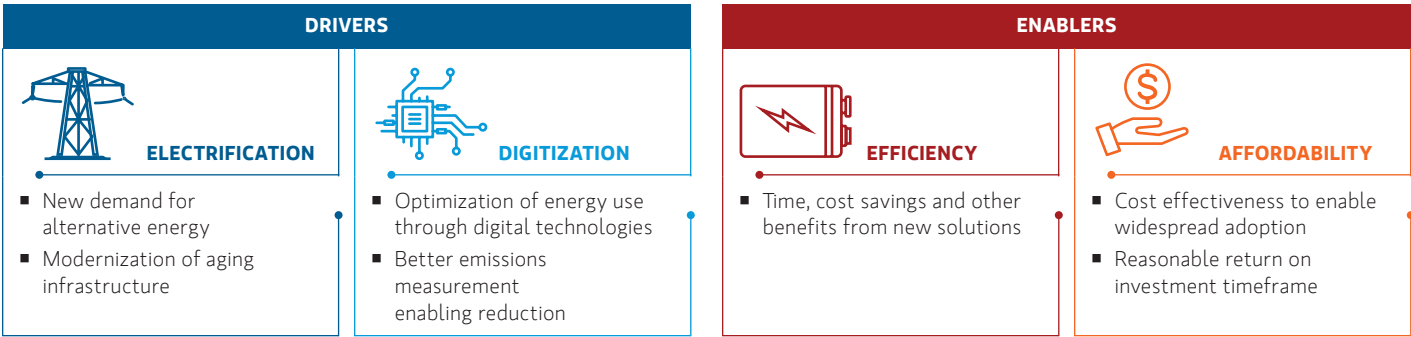 DRIVERS
ELECTRIFICATION
■ New demand for
alternative energy
■ Modernization of aging
infrastructure
DIGITIZATION
■ Optimization of energy use
through digital technologies
■ Better emissions
measurement
enabling reduction
ENABLERS
EFFICIENCY
■ Time, cost savings and other
benefits from new solutions
$
AFFORDABILITY
■ Cost effectiveness to enable
widespread adoption
■ Reasonable return on
investment timeframe